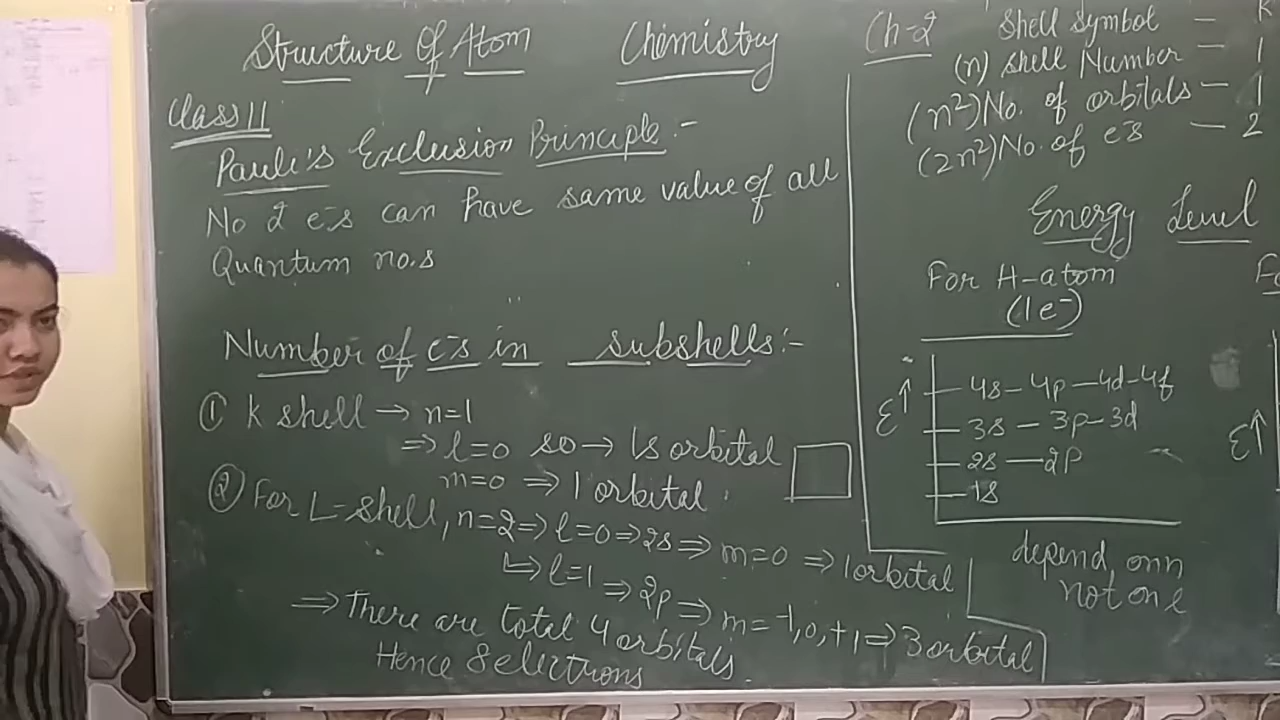 Structure Of Atom Chemistry Ch-2
Class 11
Pauli's Exclusion Principle :-
No 2 e-s can have same value of all
Quantum no.s
Number of e-s in subshells :-
① K shell → n=1
⇒ l=0 so → 1s orbital
m=0 ⇒ 1 orbital.
② For L-shell, n=2 ⇒ l=0 ⇒ 2s ⇒ m=0 ⇒ 1 orbital
↳ l=1 ⇒ 2p ⇒ m=-1,0,+1 ⇒ 3 orbital
⇒ There are total 4 orbitals.
Hence 8 electrons
Shell Symbol — K
(n) Shell Number — 1
(n²) No. of orbitals — 1
(2n²) No. of e-s — 2
Energy Level
For H-atom
(1e-)
ε↑
4s – 4p – 4d – 4f
3s – 3p – 3d
2s – 2p
1s
depend on n
not on l
ε↑